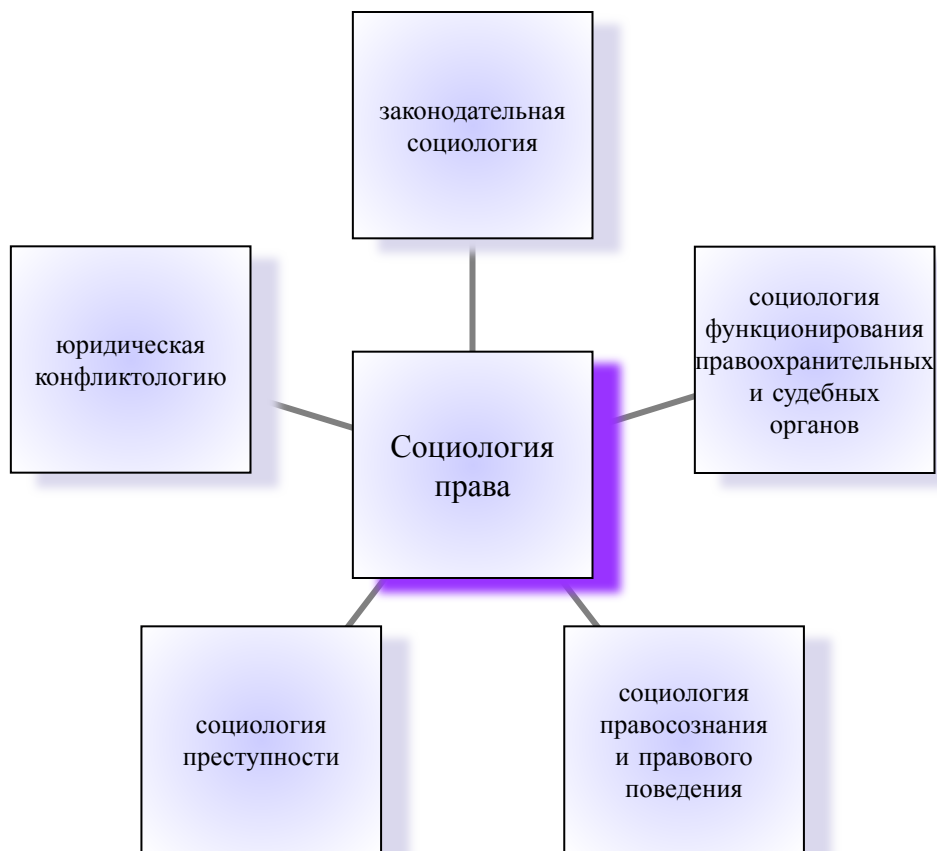 законодательная
социология
юридическая
конфликтологию
социология
функционирования
правоохранительных
и судебных
органов
Социология
права
социология
преступности
социология
правосознания
и правового
поведения